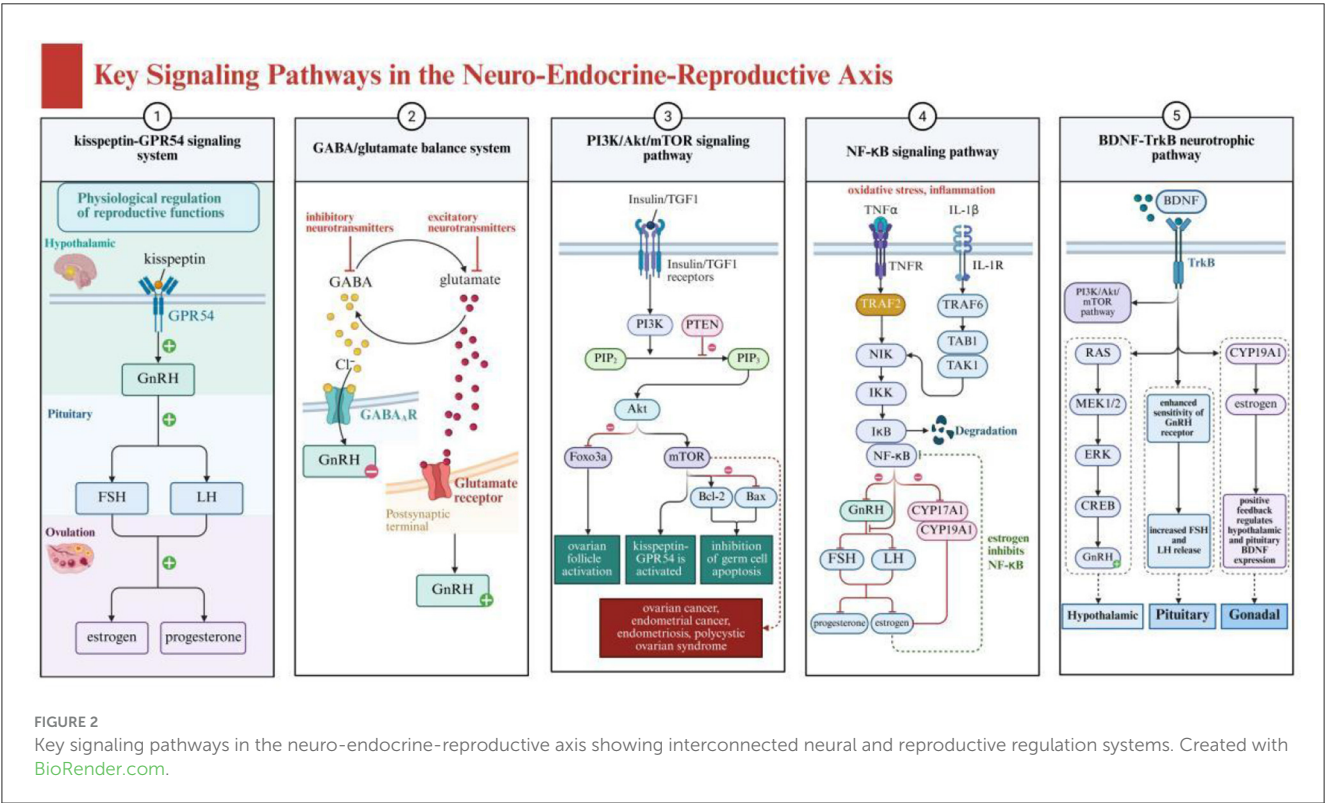 Key Signaling Pathways in the Neuro-Endocrine-Reproductive Axis
1
kisspeptin-GPR54 signaling
system
Physiological regulation
of reproductive functions
Hypothalamic
kisspeptin
GPR54
GnRH
Pituitary
FSH
LH
Ovulation
estrogen
progesterone
2
GABA/glutamate balance system
inhibitory
neurotransmitters
excitatory
neurotransmitters
GABA
glutamate
Cl⁻
GABAₐR
GnRH
Glutamate
receptor
Postsynaptic
terminal
GnRH
3
PI3K/Akt/mTOR signaling
pathway
Insulin/TGF1
Insulin/TGF1
receptors
PI3K
PTEN
PIP₂
PIP₃
Akt
Foxo3a
mTOR
Bcl-2
Bax
ovarian
follicle
activation
kisspeptin-
GPR54 is
activated
inhibition
of germ cell
apoptosis
ovarian cancer,
endometrial cancer,
endometriosis, polycystic
ovarian syndrome
4
NF-κB signaling pathway
oxidative stress, inflammation
TNFα
IL-1β
TNFR
IL-1R
TRAF2
TRAF6
TAB1
TAK1
NIK
IKK
IκB
Degradation
NF-κB
GnRH
CYP17A1
CYP19A1
FSH
LH
estrogen
inhibits
NF-κB
progesterone
estrogen
5
BDNF-TrkB neurotrophic
pathway
BDNF
TrkB
PI3K/Akt/
mTOR
pathway
RAS
MEK1/2
ERK
CREB
GnRH
Hypothalamic
enhanced
sensitivity of
GnRH
receptor
increased FSH
and
LH release
Pituitary
CYP19A1
estrogen
positive
feedback
regulates
hypothalamic
and pituitary
BDNF
expression
Gonadal
FIGURE 2
Key signaling pathways in the neuro-endocrine-reproductive axis showing interconnected neural and reproductive regulation systems. Created with
BioRender.com.